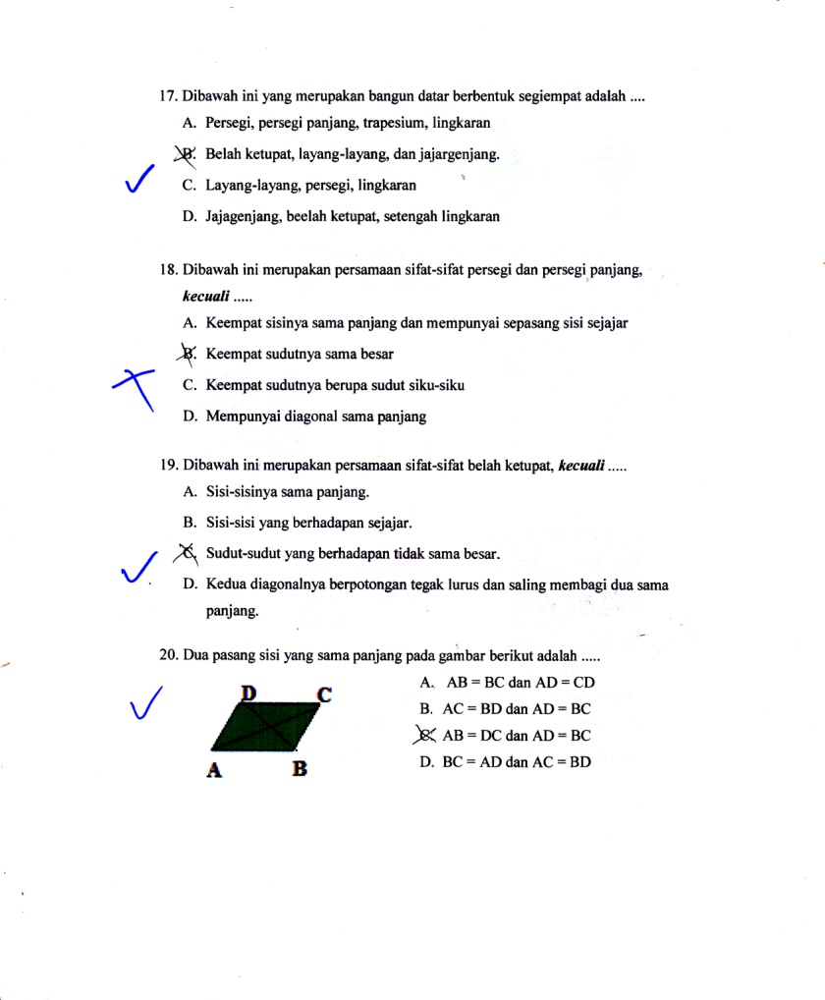 17. Dibawah ini yang merupakan bangun datar berbentuk segiempat adalah ....
A. Persegi, persegi panjang, trapesium, lingkaran
B. Belah ketupat, layang-layang, dan jajargenjang.
C. Layang-layang, persegi, lingkaran
D. Jajagenjang, beelah ketupat, setengah lingkaran
18. Dibawah ini merupakan persamaan sifat-sifat persegi dan persegi panjang,
kecuali .....
A. Keempat sisinya sama panjang dan mempunyai sepasang sisi sejajar
B. Keempat sudutnya sama besar
C. Keempat sudutnya berupa sudut siku-siku
D. Mempunyai diagonal sama panjang
19. Dibawah ini merupakan persamaan sifat-sifat belah ketupat, kecuali .....
A. Sisi-sisinya sama panjang.
B. Sisi-sisi yang berhadapan sejajar.
C. Sudut-sudut yang berhadapan tidak sama besar.
D. Kedua diagonalnya berpotongan tegak lurus dan saling membagi dua sama
panjang.
20. Dua pasang sisi yang sama panjang pada gambar berikut adalah .....
D C
A B
A. AB = BC dan AD = CD
B. AC = BD dan AD = BC
C. AB = DC dan AD = BC
D. BC = AD dan AC = BD